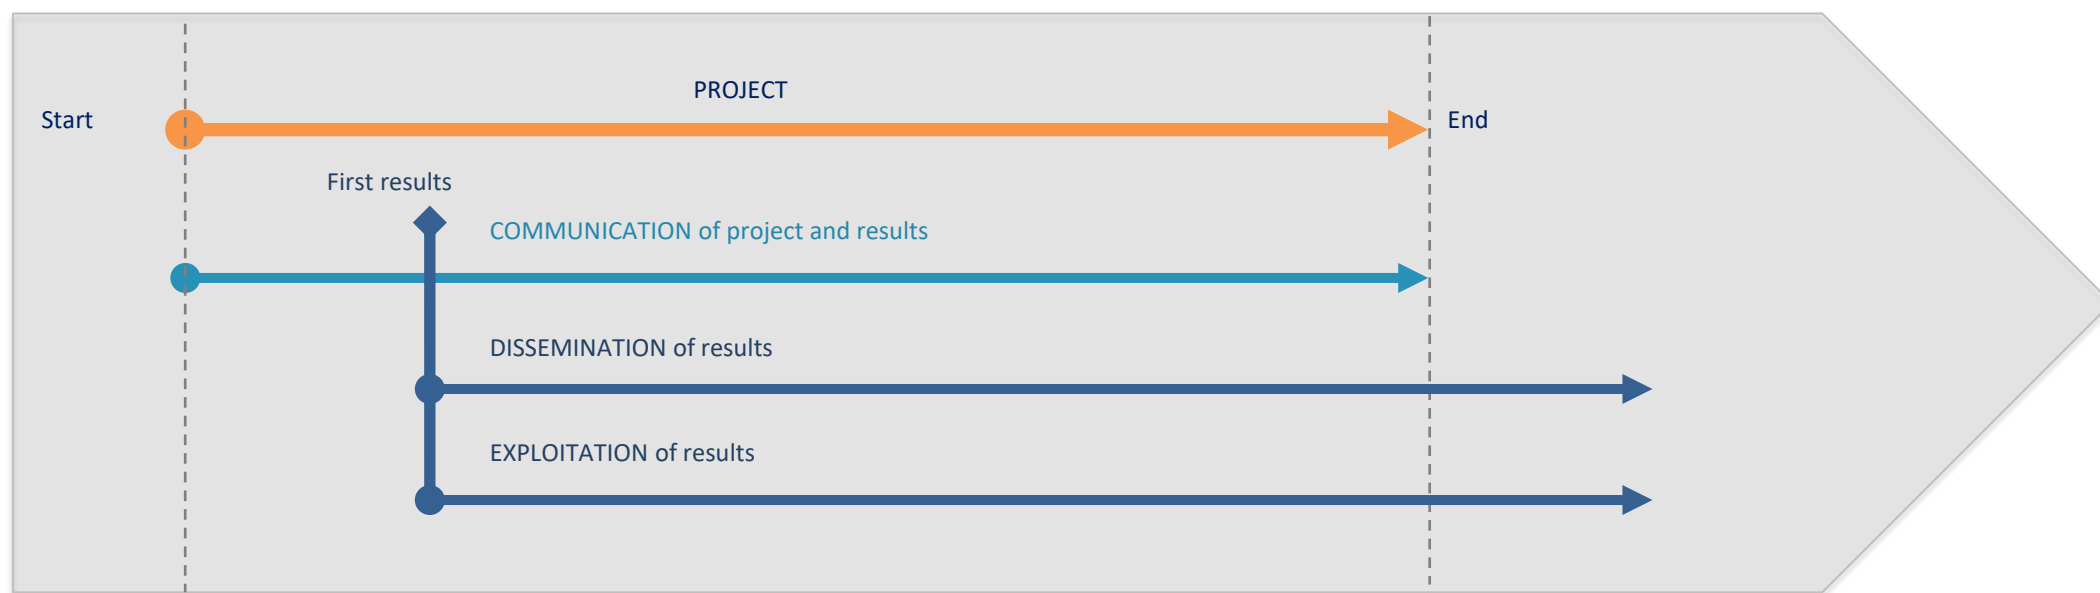 PROJECT
Start
End
First results
COMMUNICATION of project and results
DISSEMINATION of results
EXPLOITATION of results